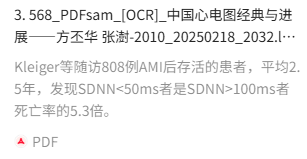 3. 568_PDFsam_[OCR]_中国心电图经典与进
展——方丕华 张澍-2010_20250218_2032.l…
Kleiger等随访808例AMI后存活的患者，平均2.
5年，发现SDNN<50ms者是SDNN>100ms者
死亡率的5.3倍。
PDF